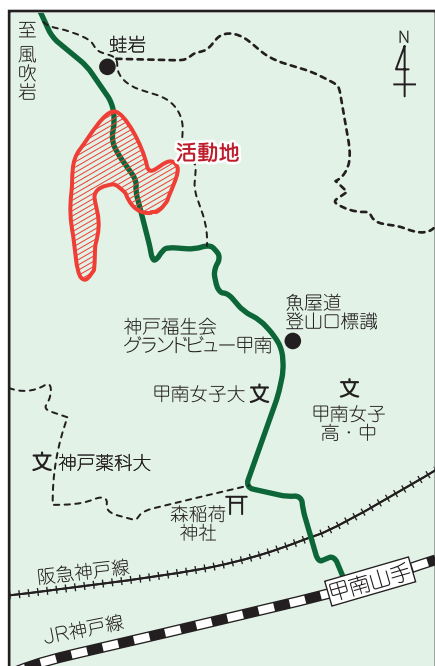 至 風吹岩
蛙岩
N
活動地
魚屋道
登山口標識
神戸福生会
グランドビュー甲南
甲南女子大
文
文
甲南女子
高・中
文
神戸薬科大
森稲荷
神社
阪急神戸線
甲南山手
JR神戸線